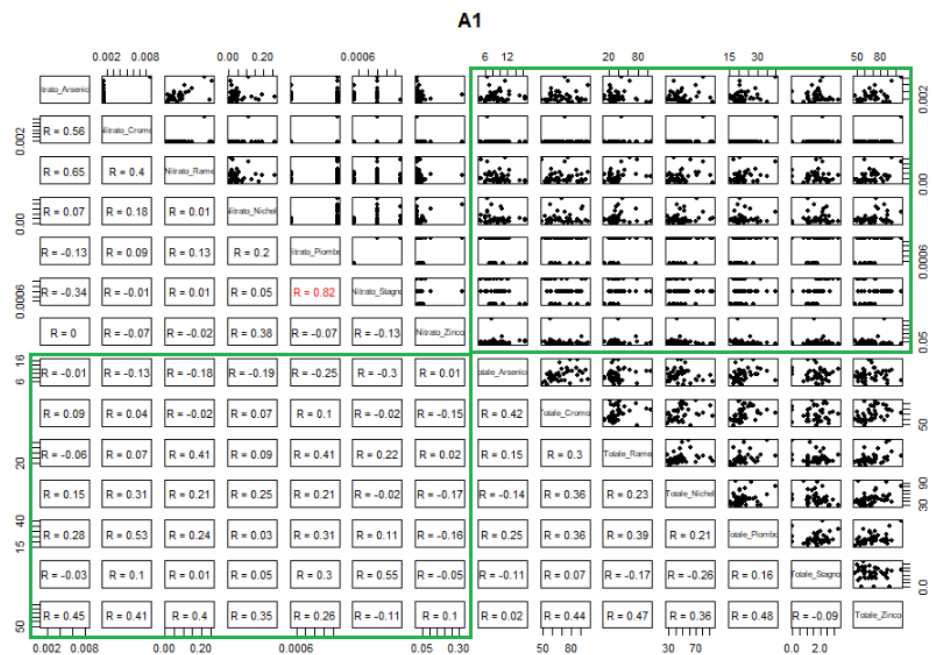 A1
0.002 0.008 0.00 0.20 0.0006 6 12 20 80 15 30 50 80
itrato_Arsenic 0.002
0.002 R = 0.56 Nitrato_Cromo
R = 0.65 R = 0.4 Nitrato_Rame 0.00
0.00 R = 0.07 R = 0.18 R = 0.01 Nitrato_Nichel
R = -0.13 R = 0.09 R = 0.13 R = 0.2 itrato_Piombo 0.0006
0.0006 R = -0.34 R = -0.01 R = 0.01 R = 0.05 R = 0.82 Nitrato_Stagno
R = 0 R = -0.07 R = -0.02 R = 0.38 R = -0.07 R = -0.13 Nitrato_Zinco 0.05
6 16 R = -0.01 R = -0.13 R = -0.18 R = -0.19 R = -0.25 R = -0.3 R = 0.01 otale_Arsenic
R = 0.09 R = 0.04 R = -0.02 R = 0.07 R = 0.1 R = -0.02 R = -0.15 R = 0.42 Totale_Cromo 50
20 R = -0.06 R = 0.07 R = 0.41 R = 0.09 R = 0.41 R = 0.22 R = 0.02 R = 0.15 R = 0.3 Totale_Rame
R = 0.15 R = 0.31 R = 0.21 R = 0.25 R = 0.21 R = -0.02 R = -0.17 R = -0.14 R = 0.36 R = 0.23 Totale_Nichel 30 90
15 40 R = 0.28 R = 0.53 R = 0.24 R = 0.03 R = 0.31 R = 0.11 R = -0.16 R = 0.25 R = 0.36 R = 0.39 R = 0.21 otale_Piombo
R = -0.03 R = 0.1 R = 0.01 R = 0.05 R = 0.3 R = 0.55 R = -0.05 R = -0.11 R = 0.07 R = -0.17 R = -0.26 R = 0.16 Totale_Stagno 0.0
50 R = 0.45 R = 0.41 R = 0.4 R = 0.35 R = 0.26 R = -0.11 R = 0.1 R = 0.02 R = 0.44 R = 0.47 R = 0.36 R = 0.48 R = -0.09 Totale_Zinco
0.002 0.008 0.00 0.20 0.0006 0.05 0.30 50 80 30 70 0.0 2.0